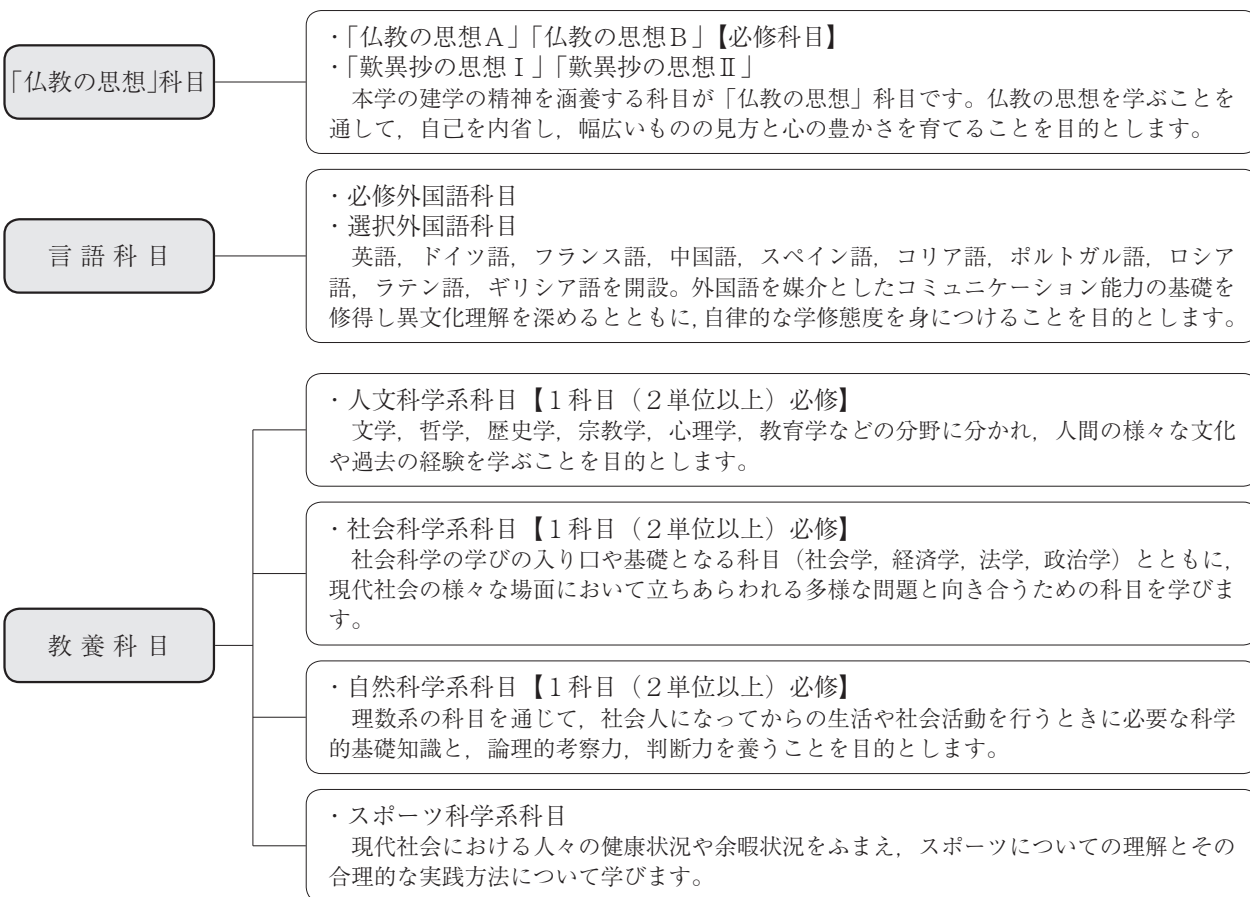 「仏教の思想」科目
・「仏教の思想Ａ」「仏教の思想Ｂ」【必修科目】
・「歎異抄の思想Ⅰ」「歎異抄の思想Ⅱ」
本学の建学の精神を涵養する科目が「仏教の思想」科目です。仏教の思想を学ぶことを
通して，自己を内省し，幅広いものの見方と心の豊かさを育てることを目的とします。
言語科目
・必修外国語科目
・選択外国語科目
英語，ドイツ語，フランス語，中国語，スペイン語，コリア語，ポルトガル語，ロシア
語，ラテン語，ギリシア語を開設。外国語を媒介としたコミュニケーション能力の基礎を
修得し異文化理解を深めるとともに，自律的な学修態度を身につけることを目的とします。
教養科目
・人文科学系科目【１科目（２単位以上）必修】
文学，哲学，歴史学，宗教学，心理学，教育学などの分野に分かれ，人間の様々な文化
や過去の経験を学ぶことを目的とします。
・社会科学系科目【１科目（２単位以上）必修】
社会科学の学びの入り口や基礎となる科目（社会学，経済学，法学，政治学）とともに，
現代社会の様々な場面において立ちあらわれる多様な問題と向き合うための科目を学びま
す。
・自然科学系科目【１科目（２単位以上）必修】
理数系の科目を通じて，社会人になってからの生活や社会活動を行うときに必要な科学
的基礎知識と，論理的考察力，判断力を養うことを目的とします。
・スポーツ科学系科目
現代社会における人々の健康状況や余暇状況をふまえ，スポーツについての理解とその
合理的な実践方法について学びます。